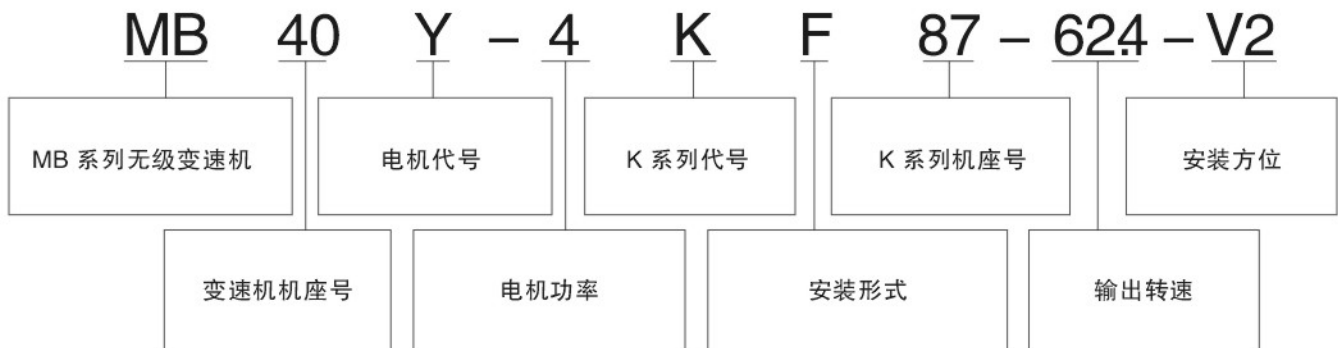 MB 40 Y - 4 K F 87 - 62.4 - V2
MB 系列无级变速机 电机代号 K 系列代号 K 系列机座号 安装方位
变速机机座号 电机功率 安装形式 输出转速